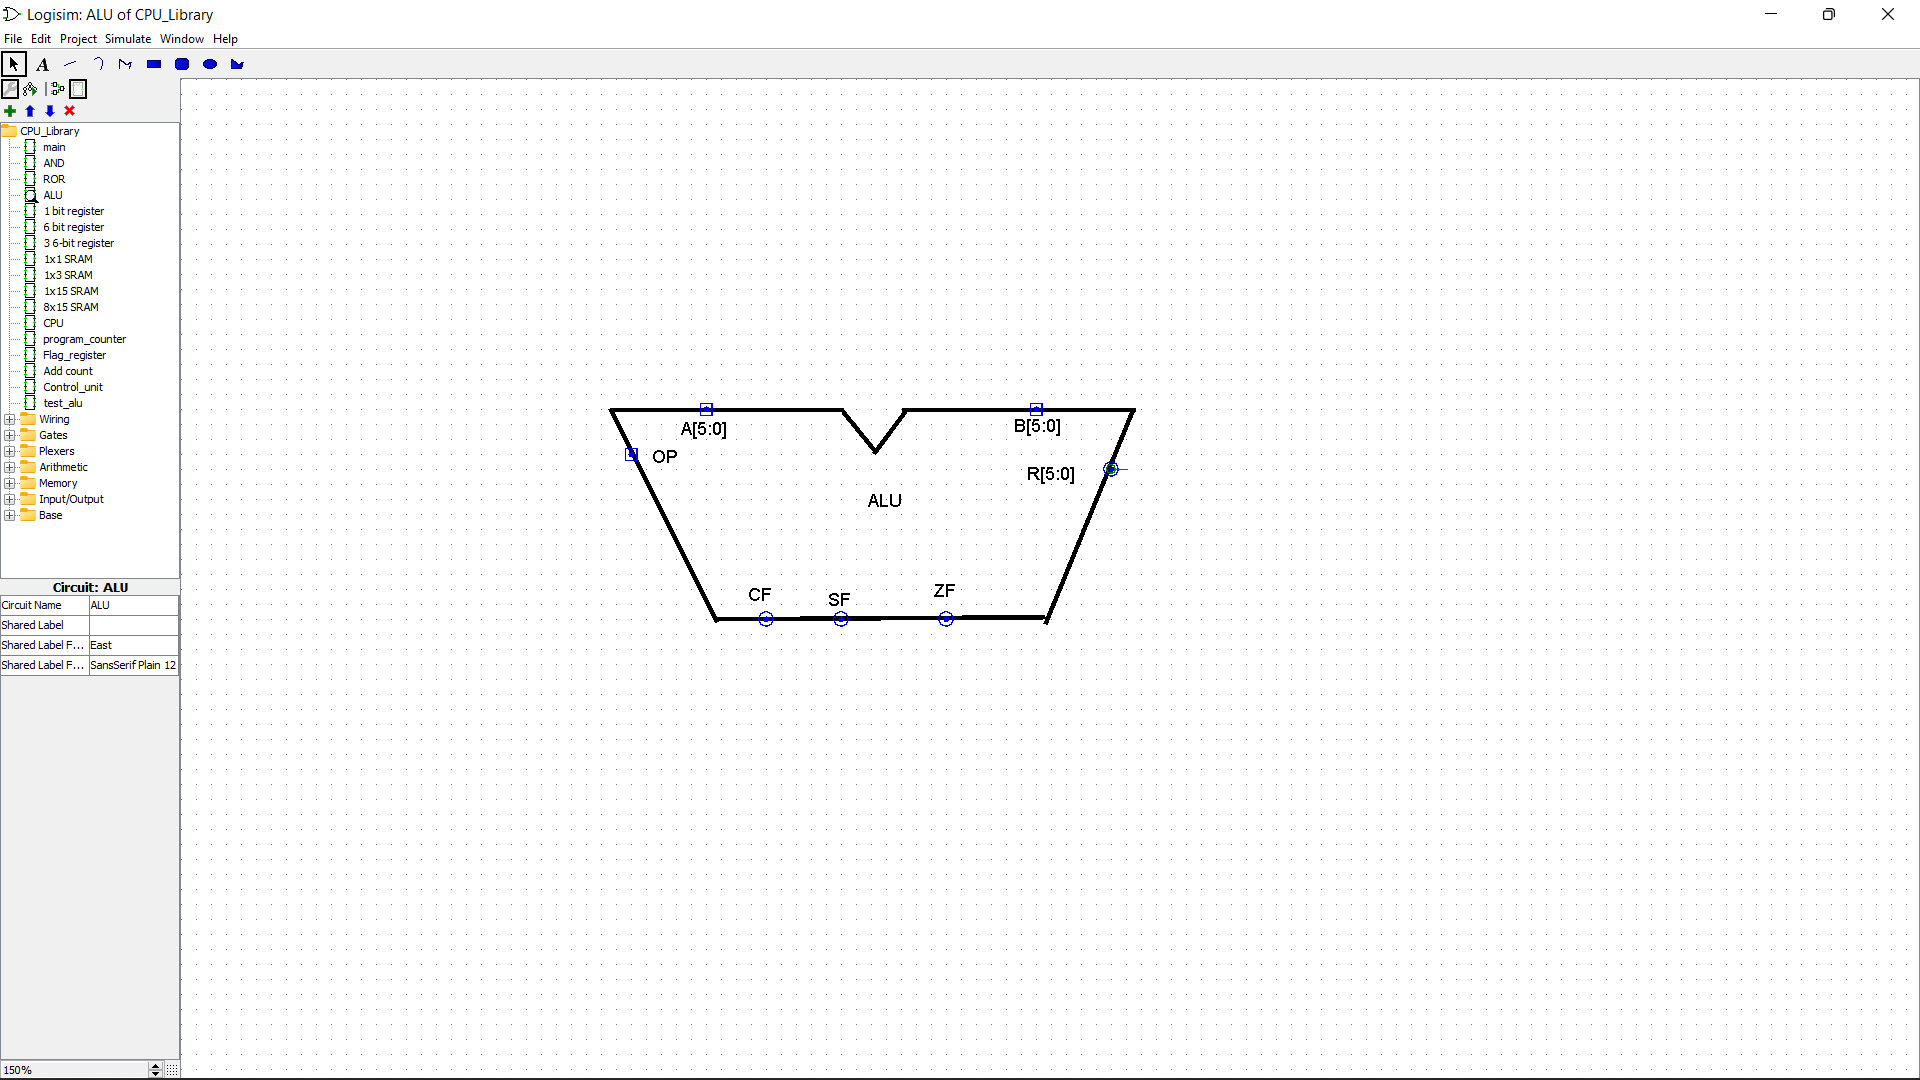 Logisim: ALU of CPU_Library
File Edit Project Simulate Window Help
A
CPU_Library
main
AND
ROR
ALU
1 bit register
6 bit register
3 6-bit register
1x1 SRAM
1x3 SRAM
1x15 SRAM
8x15 SRAM
CPU
program_counter
Flag_register
Add count
Control_unit
test_alu
Wiring
Gates
Plexers
Arithmetic
Memory
Input/Output
Base
Circuit: ALU
Circuit Name ALU
Shared Label
Shared Label F... East
Shared Label F... SansSerif Plain 12
150%
A[5:0]
B[5:0]
OP
R[5:0]
ALU
CF
SF
ZF